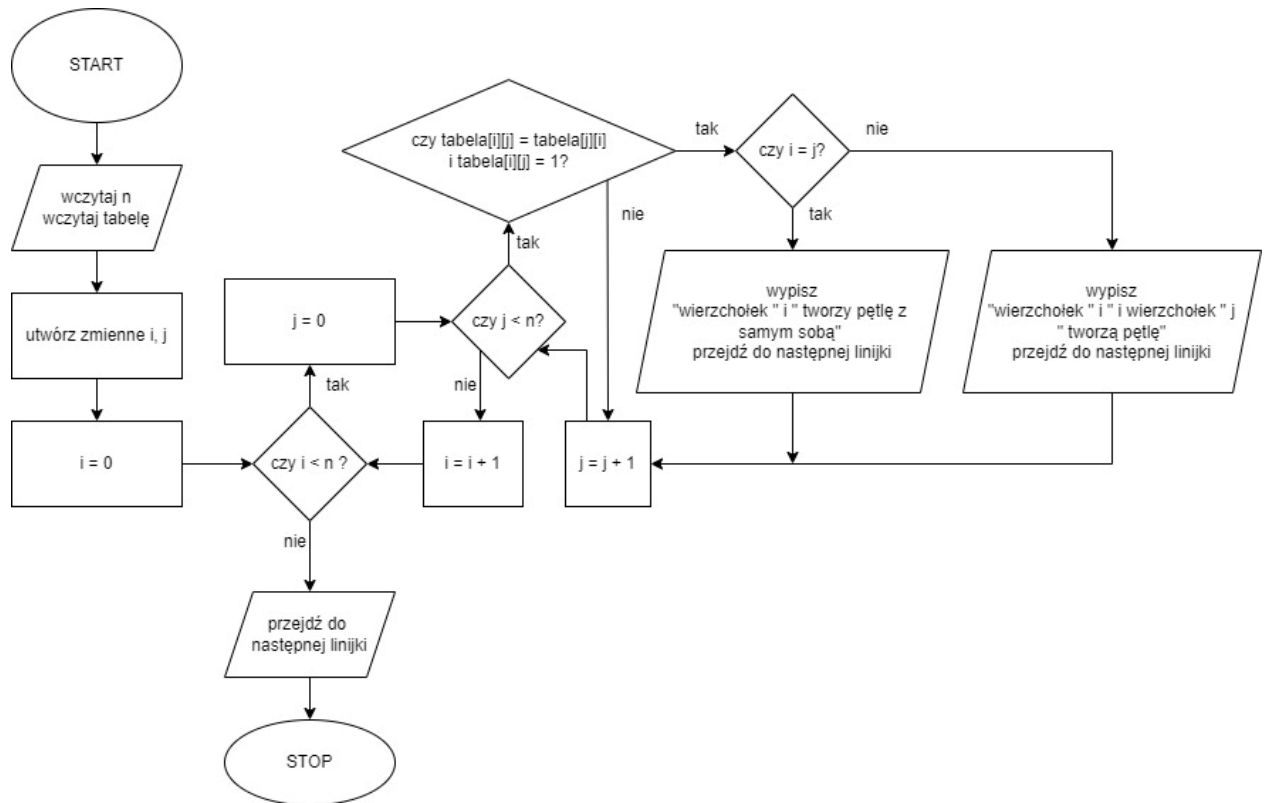 START
wczytaj n
wczytaj tabelę
utwórz zmienne i, j
i = 0
czy i < n ?
tak
j = 0
czy j < n?
tak
czy tabela[i][j] = tabela[j][i]
i tabela[i][j] = 1?
tak
czy i = j?
nie
tak
nie
wypisz
"wierzchołek " i " tworzy pętlę z
samym sobą"
przejdź do następnej linijki
wypisz
"wierzchołek " i " i wierzchołek " j
" tworzą pętlę"
przejdź do następnej linijki
nie
i = i + 1
j = j + 1
nie
przejdź do
następnej linijki
STOP